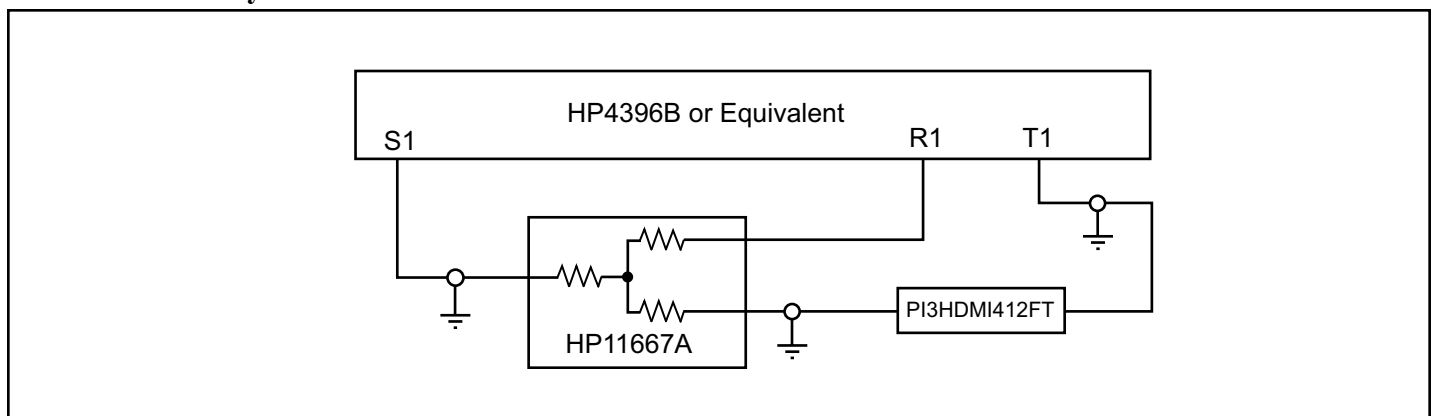 HP4396B or Equivalent
S1
R1
T1
PI3HDMI412FT
HP11667A